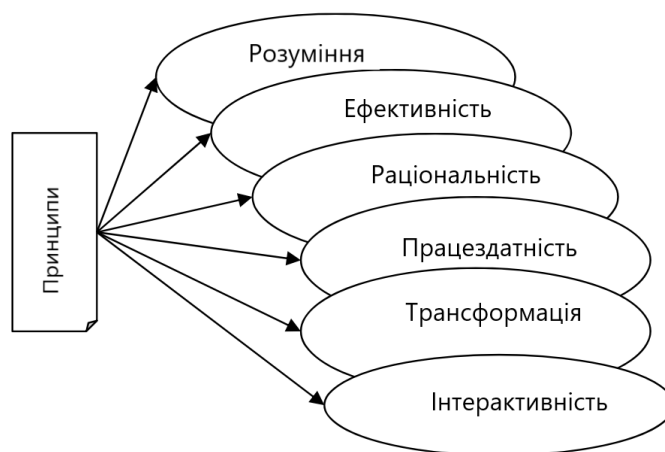 Принципи
Розуміння
Ефективність
Раціональність
Працездатність
Трансформація
Інтерактивність